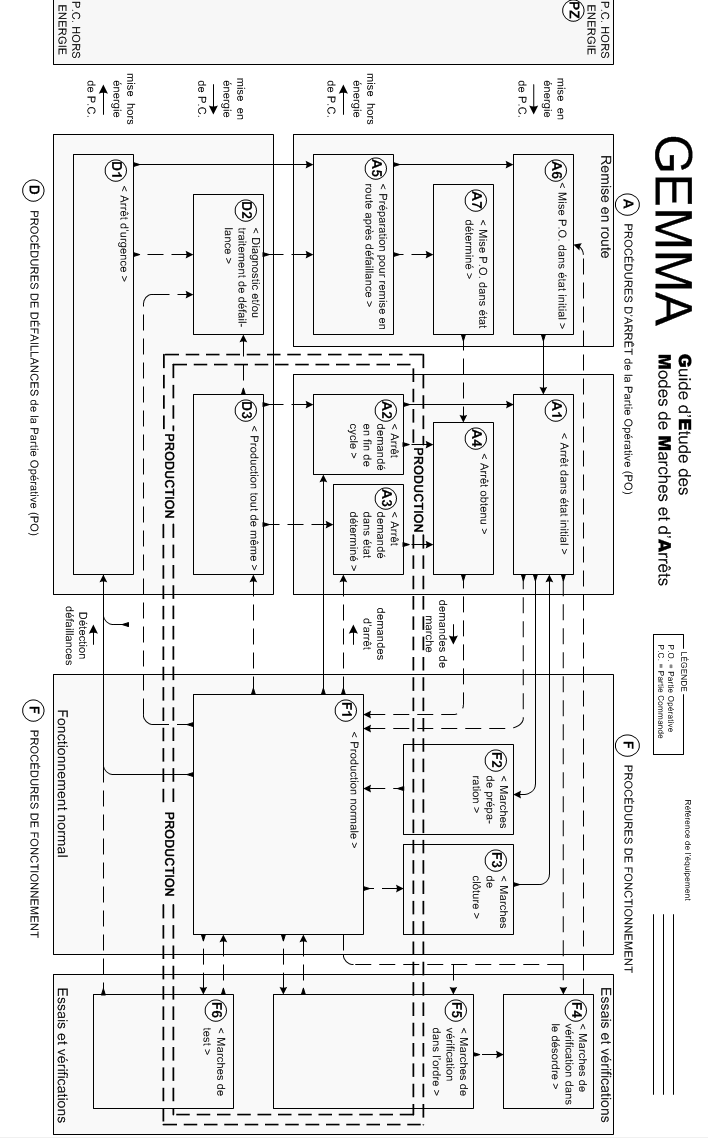 GEMMA
Guide d'Etude des
Modes de Marches et d'Arrêts
LÉGENDE
P.O. = Partie Opérative
P.C. = Partie Commande
Référence de l'équipement
P.C. HORS
ENERGIE
PZ
P.C. HORS
ENERGIE
mise en
énergie
de P.C.
mise hors
énergie
de P.C.
mise en
énergie
de P.C.
mise hors
énergie
de P.C.
A PROCÉDURES D'ARRÊT de la Partie Opérative (PO)
Remise en route
A6 < Mise P.O. dans état initial >
A7 < Mise P.O. dans état
déterminé >
A5 < Préparation pour remise en
route après défaillance >
A1 < Arrêt dans état initial >
A4 < Arrêt obtenu >
A2 < Arrêt
demandé
en fin de
cycle >
A3 < Arrêt
demandé
dans état
déterminé >
PRODUCTION
D2 < Diagnostic et/ou
traitement de défail-
lance >
D3 < Production tout de même >
PRODUCTION
D1 < Arrêt d'urgence >
D PROCÉDURES DE DÉFAILLANCES de la Partie Opérative (PO)
demandes de
marche
demandes
d'arrêt
Détection
défaillances
F PROCÉDURES DE FONCTIONNEMENT
F2 < Marches
de prépa-
ration >
F3 < Marches
de
clôture >
F1 < Production normale >
PRODUCTION
Fonctionnement normal
F PROCÉDURES DE FONCTIONNEMENT
Essais et vérifications
F4 < Marches de
vérification dans
le désordre >
F5 < Marches de
vérification
dans l'ordre >
F6 < Marches de
test >
Essais et vérifications